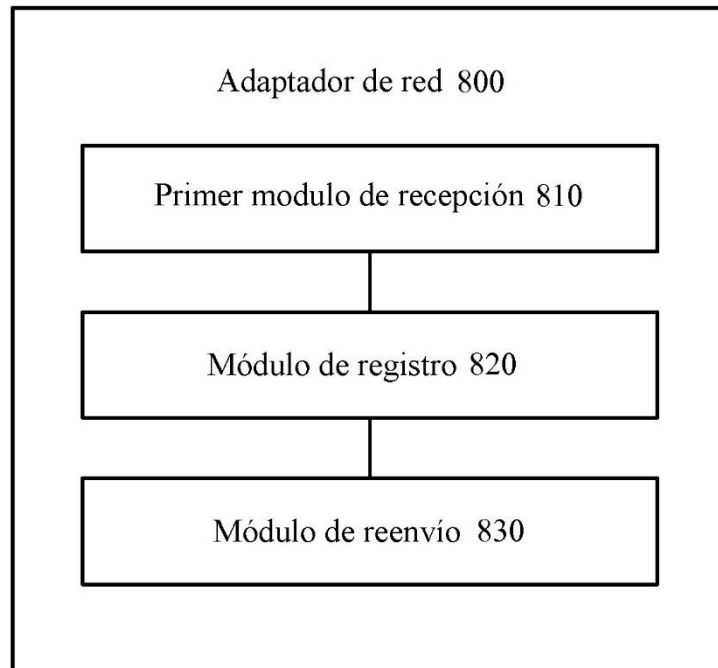 Adaptador de red 800
Primer modulo de recepción 810
Módulo de registro 820
Módulo de reenvío 830